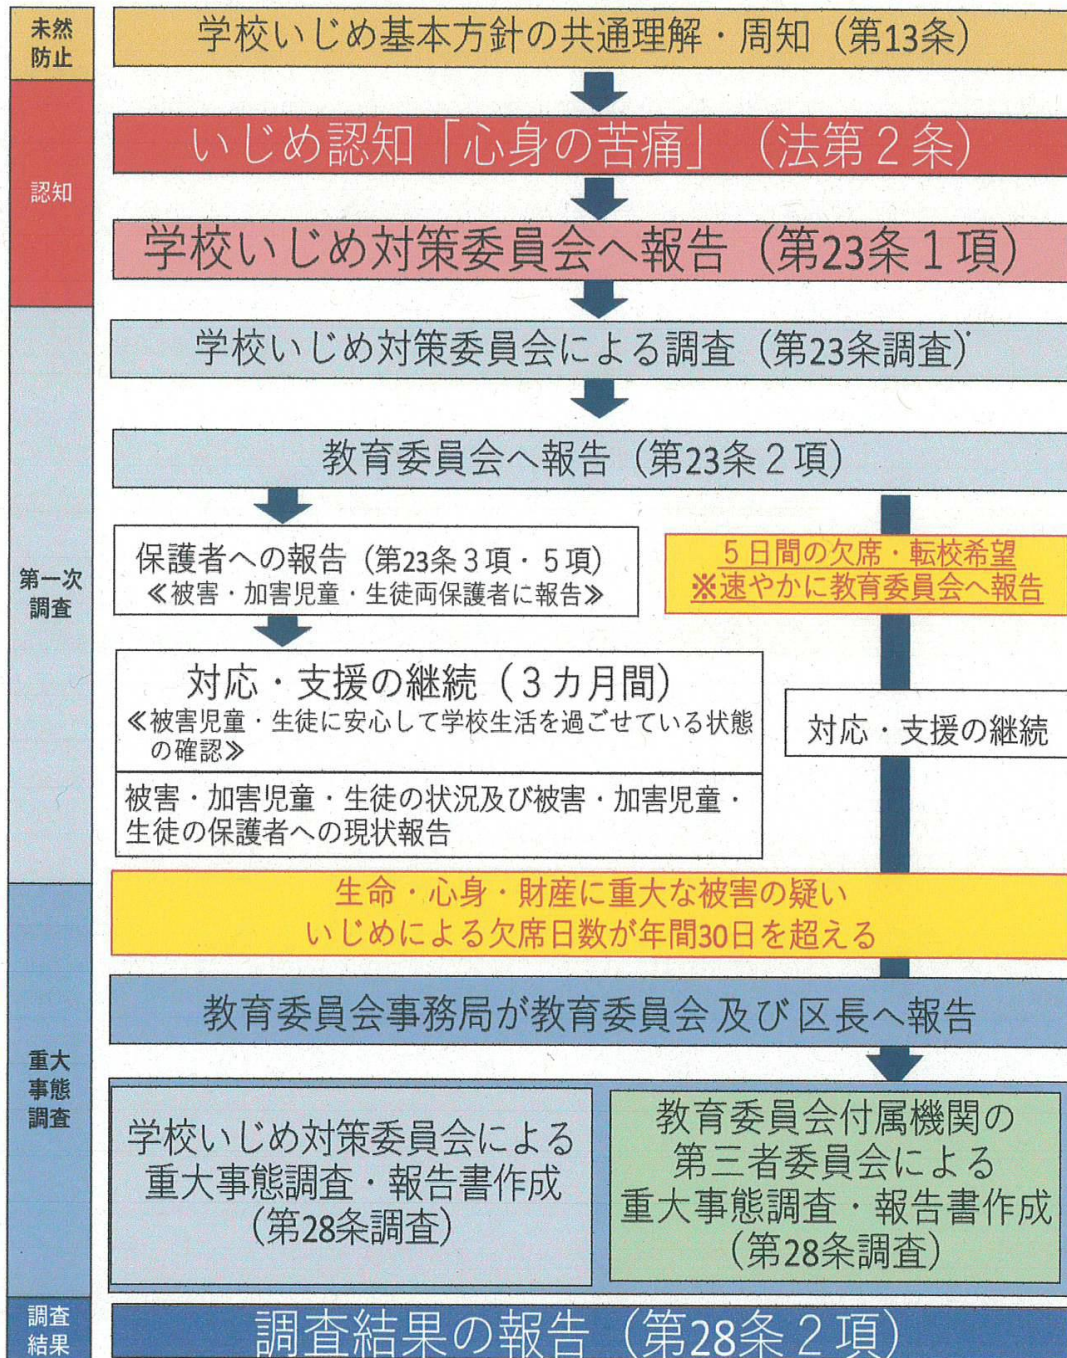 未然
防止
学校いじめ基本方針の共通理解・周知（第13条）
認知
いじめ認知「心身の苦痛」（法第２条）
学校いじめ対策委員会へ報告（第23条１項）
第一次
調査
学校いじめ対策委員会による調査（第23条調査）
教育委員会へ報告（第23条２項）
保護者への報告（第23条３項・５項）
≪被害・加害児童・生徒両保護者に報告≫
５日間の欠席・転校希望
※速やかに教育委員会へ報告
対応・支援の継続（３カ月間）
≪被害児童・生徒に安心して学校生活を過ごせている状態
の確認≫
対応・支援の継続
被害・加害児童・生徒の状況及び被害・加害児童・
生徒の保護者への現状報告
重大
事態
調査
生命・心身・財産に重大な被害の疑い
いじめによる欠席日数が年間30日を超える
教育委員会事務局が教育委員会及び区長へ報告
学校いじめ対策委員会による
重大事態調査・報告書作成
（第28条調査）
教育委員会付属機関の
第三者委員会による
重大事態調査・報告書作成
（第28条調査）
調査
結果
調査結果の報告（第28条２項）